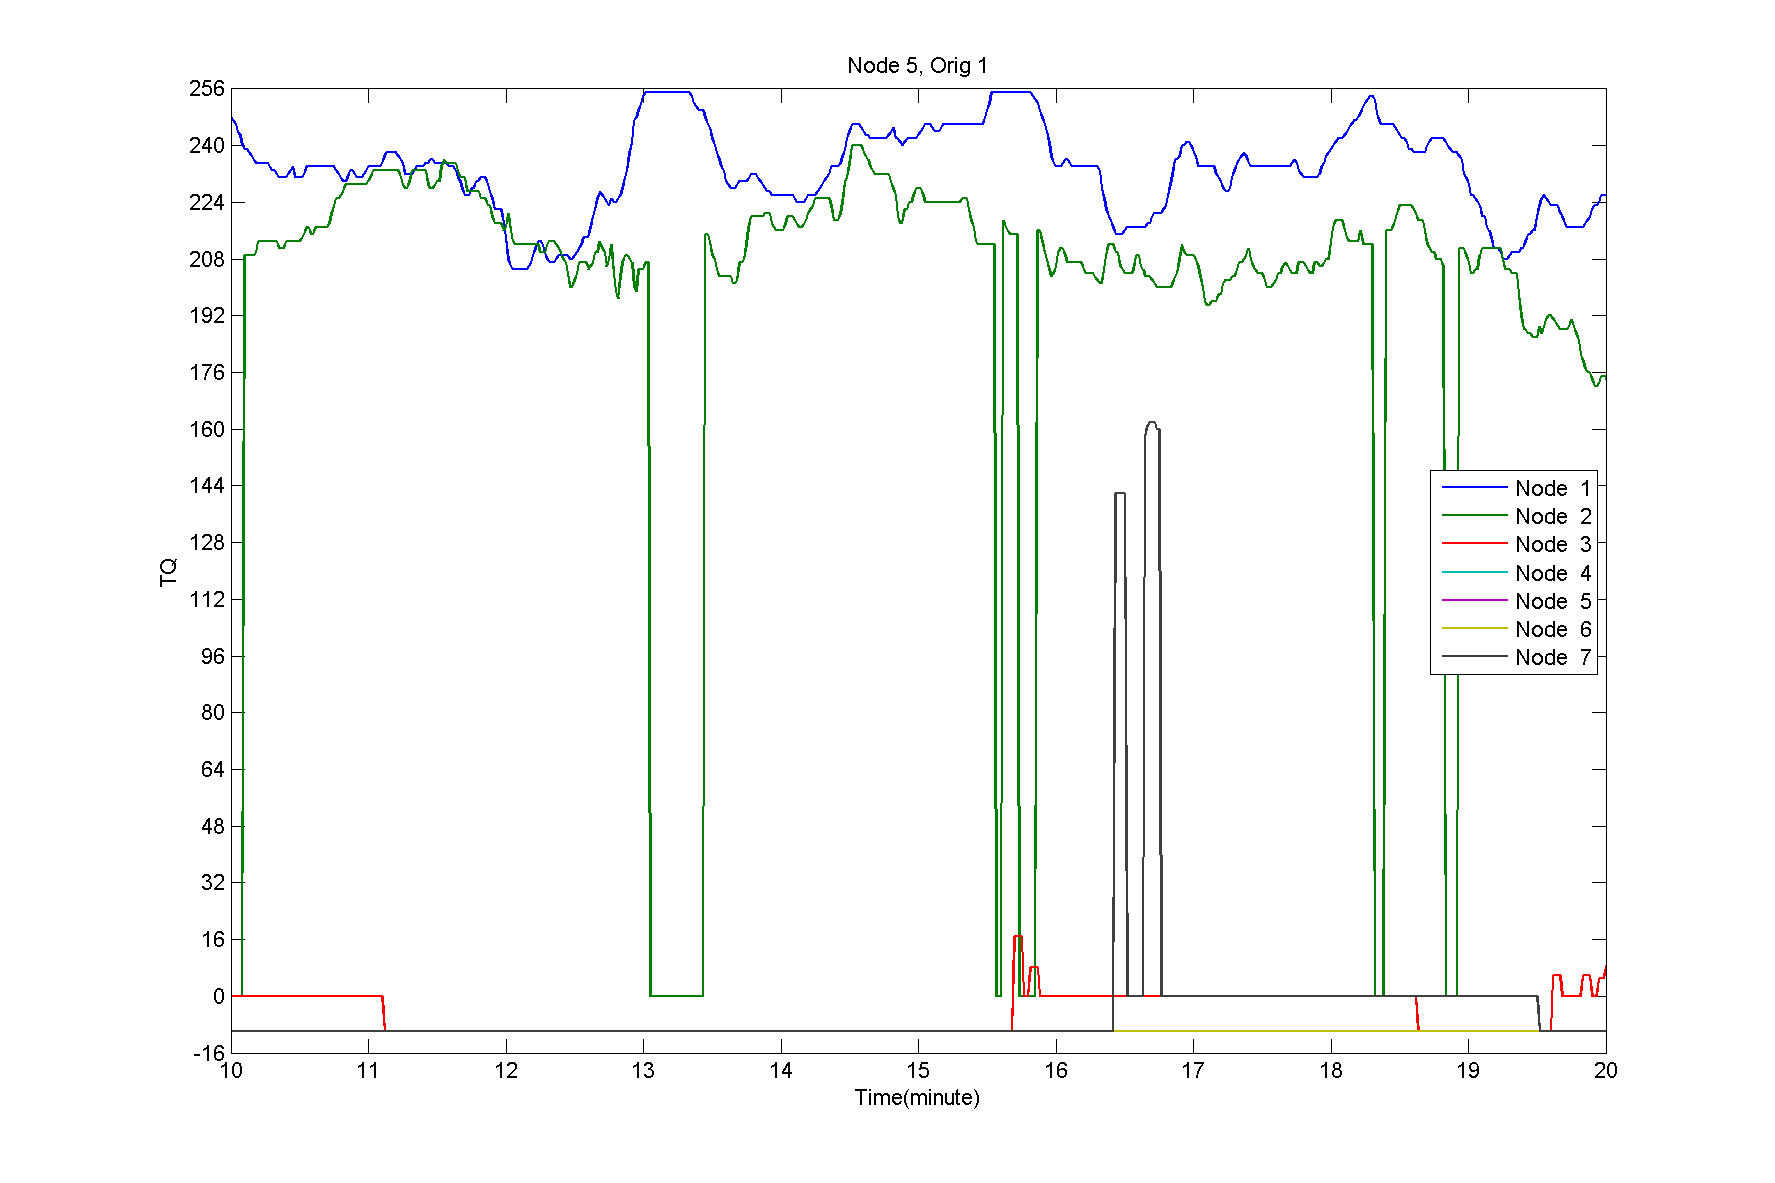 Node 5, Orig 1
256
240
224
208
192
176
160
144
128
112
96
80
64
48
32
16
0
-16
TQ
Node 1
Node 2
Node 3
Node 4
Node 5
Node 6
Node 7
10 11 12 13 14 15 16 17 18 19 20
Time(minute)